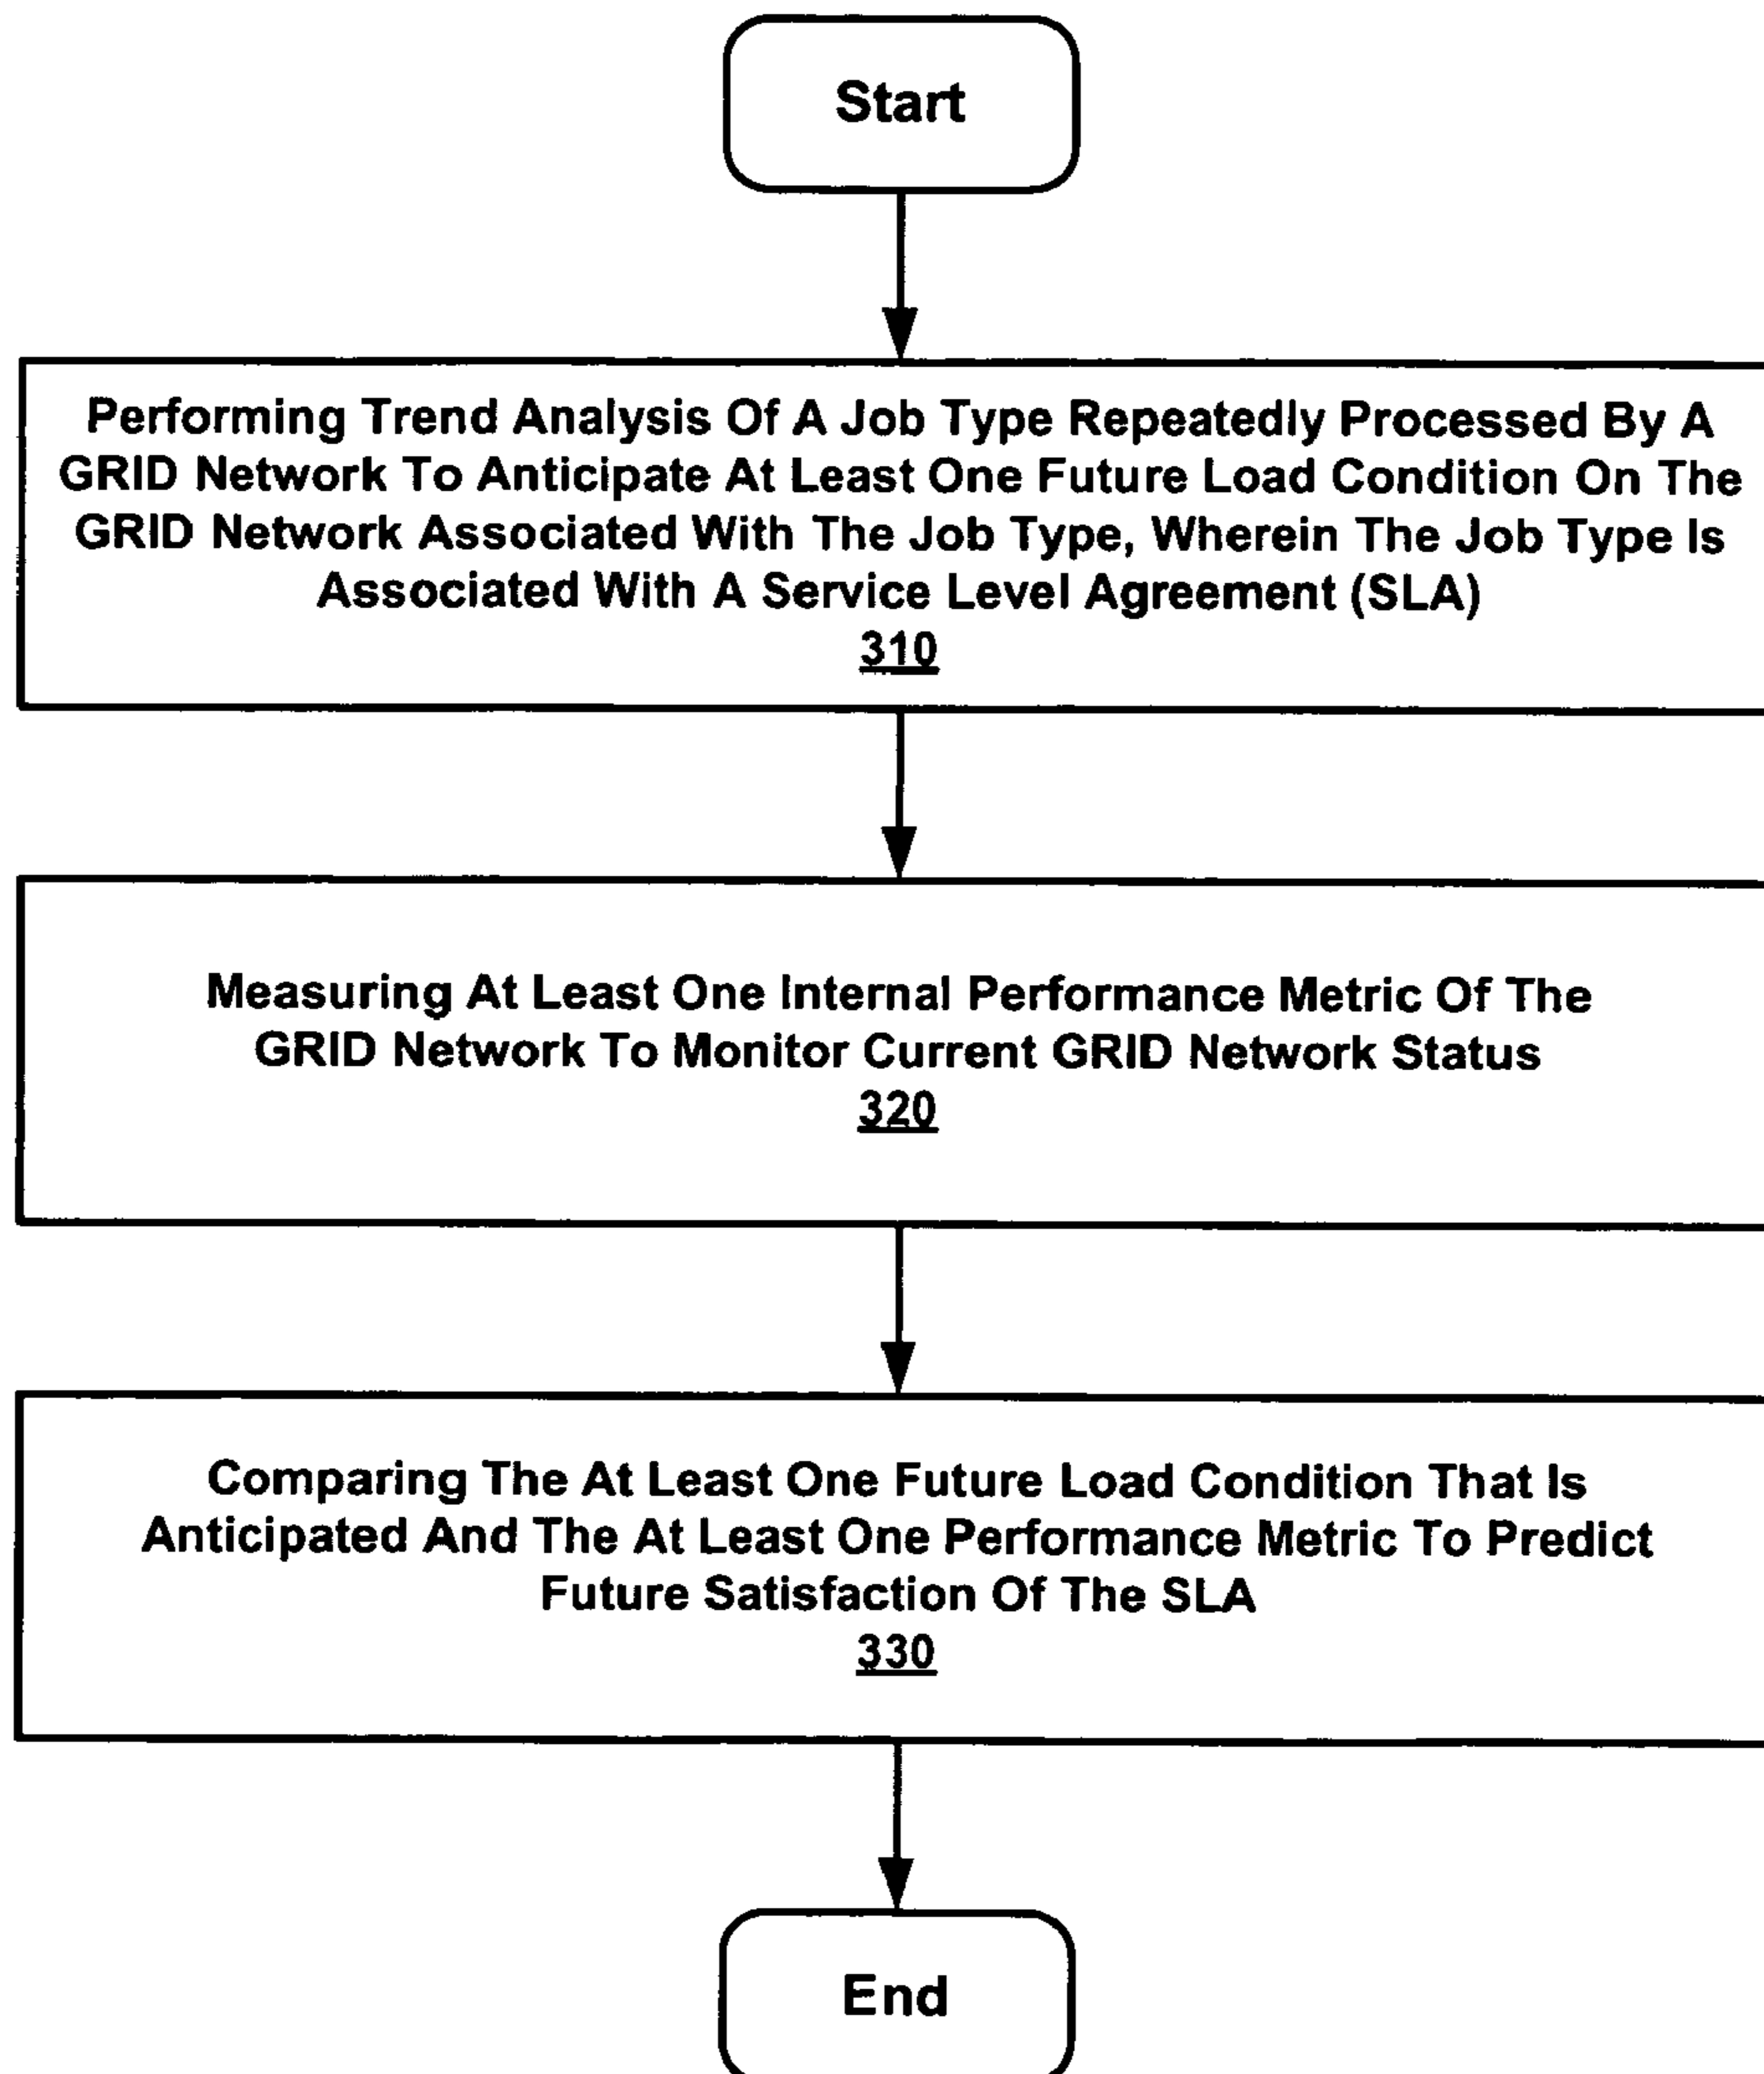 Start
Performing Trend Analysis Of A Job Type Repeatedly Processed By A
GRID Network To Anticipate At Least One Future Load Condition On The
GRID Network Associated With The Job Type, Wherein The Job Type Is
Associated With A Service Level Agreement (SLA)
310
Measuring At Least One Internal Performance Metric Of The
GRID Network To Monitor Current GRID Network Status
320
Comparing The At Least One Future Load Condition That Is
Anticipated And The At Least One Performance Metric To Predict
Future Satisfaction Of The SLA
330
End